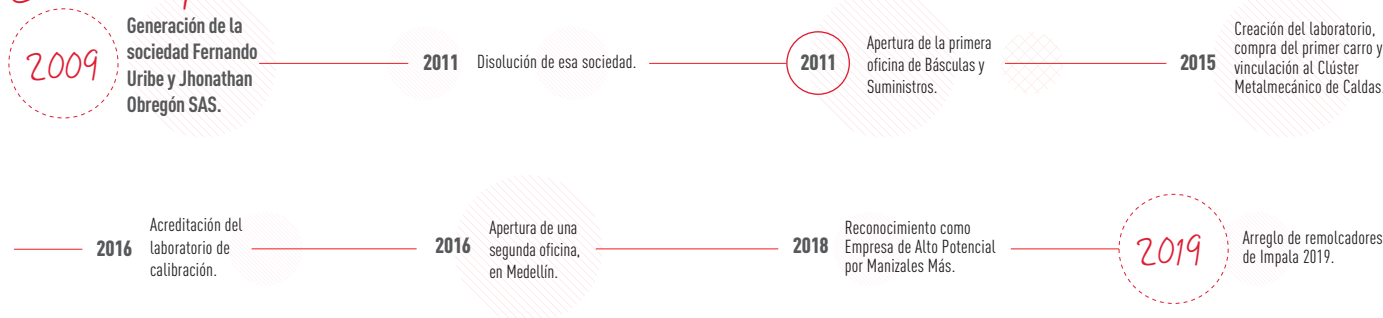 2009
Generación de la
sociedad Fernando
Uribe y Jhonathan
Obregón SAS.
2011
Disolución de esa sociedad.
2011
Apertura de la primera
oficina de Básculas y
Suministros.
2015
Creación del laboratorio,
compra del primer carro y
vinculación al Clúster
Metalmecánico de Caldas
2016
Acreditación del
laboratorio de
calibración.
2016
Apertura de una
segunda oficina,
en Medellín.
2018
Reconocimiento como
Empresa de Alto Potencial
por Manizales Más.
2019
Arreglo de remolcadores
de Impala 2019.